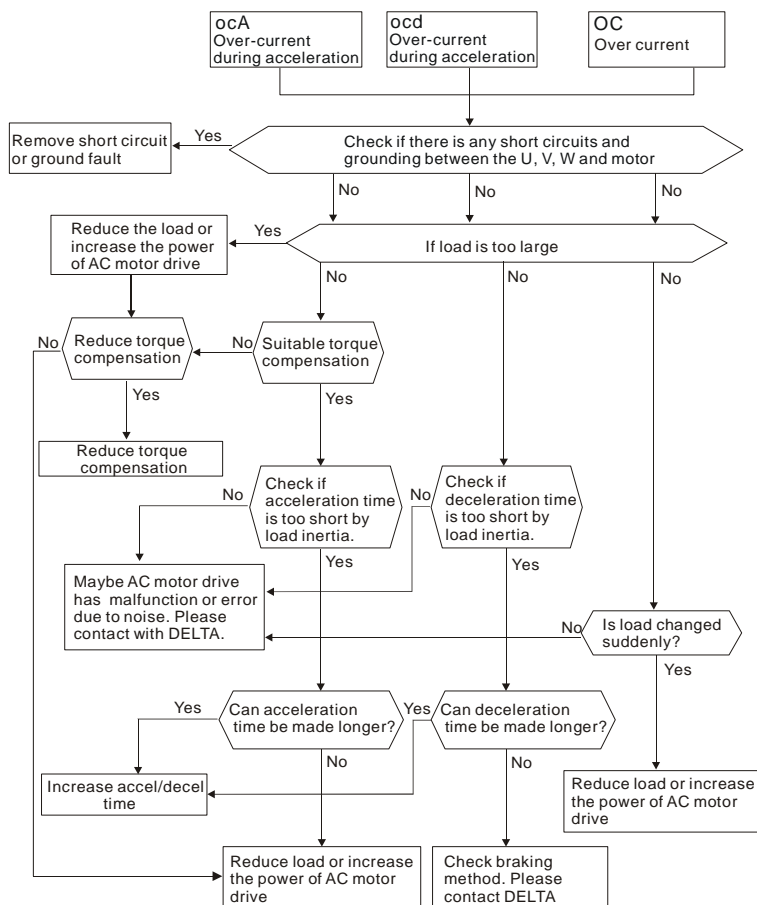 ocA
Over-current
during acceleration
ocd
Over-current
during acceleration
OC
Over current
Remove short circuit
or ground fault
Yes
Check if there is any short circuits and
grounding between the U, V, W and motor
No
No
No
Reduce the load or
increase the power
of AC motor drive
Yes
If load is too large
No
No
No
No
Reduce torque
compensation
No
Suitable torque
compensation
Yes
Yes
Reduce torque
compensation
No
Check if
acceleration time
is too short by
load inertia.
No
Check if
deceleration time
is too short by
load inertia.
Yes
Yes
Maybe AC motor drive
has malfunction or error
due to noise. Please
contact with DELTA.
No
Is load changed
suddenly?
Yes
Yes
Can acceleration
time be made longer?
Yes
Can deceleration
time be made longer?
No
No
Increase accel/decel
time
Reduce load or increase
the power of AC motor
drive
Reduce load or increase
the power of AC motor
drive
Check braking
method. Please
contact DELTA